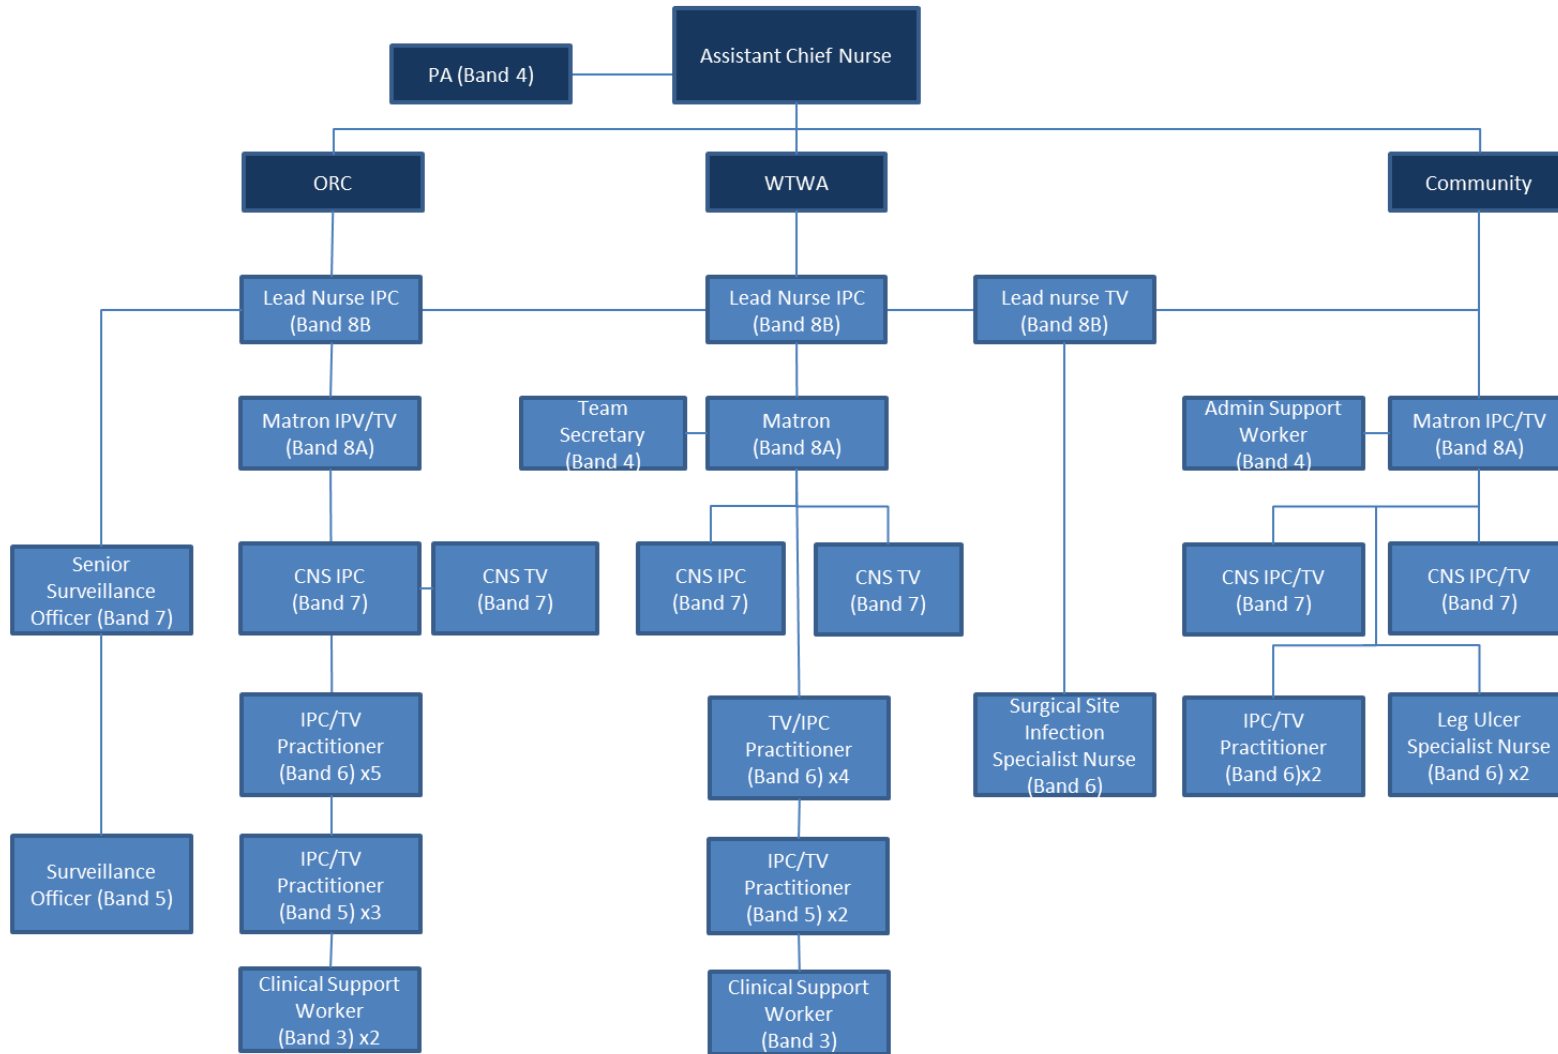 Assistant Chief Nurse
PA (Band 4)
ORC
WTWA
Community
Lead Nurse IPC
(Band 8B
Lead Nurse IPC
(Band 8B)
Lead nurse TV
(Band 8B)
Matron IPV/TV
(Band 8A)
Team
Secretary
(Band 4)
Matron
(Band 8A)
Admin Support
Worker
(Band 4)
Matron IPC/TV
(Band 8A)
Senior
Surveillance
Officer (Band 7)
CNS IPC
(Band 7)
CNS TV
(Band 7)
CNS IPC
(Band 7)
CNS TV
(Band 7)
CNS IPC/TV
(Band 7)
CNS IPC/TV
(Band 7)
IPC/TV
Practitioner
(Band 6) x5
TV/IPC
Practitioner
(Band 6) x4
Surgical Site
Infection
Specialist Nurse
(Band 6)
IPC/TV
Practitioner
(Band 6)x2
Leg Ulcer
Specialist Nurse
(Band 6) x2
Surveillance
Officer (Band 5)
IPC/TV
Practitioner
(Band 5) x3
IPC/TV
Practitioner
(Band 5) x2
Clinical Support
Worker
(Band 3) x2
Clinical Support
Worker
(Band 3)